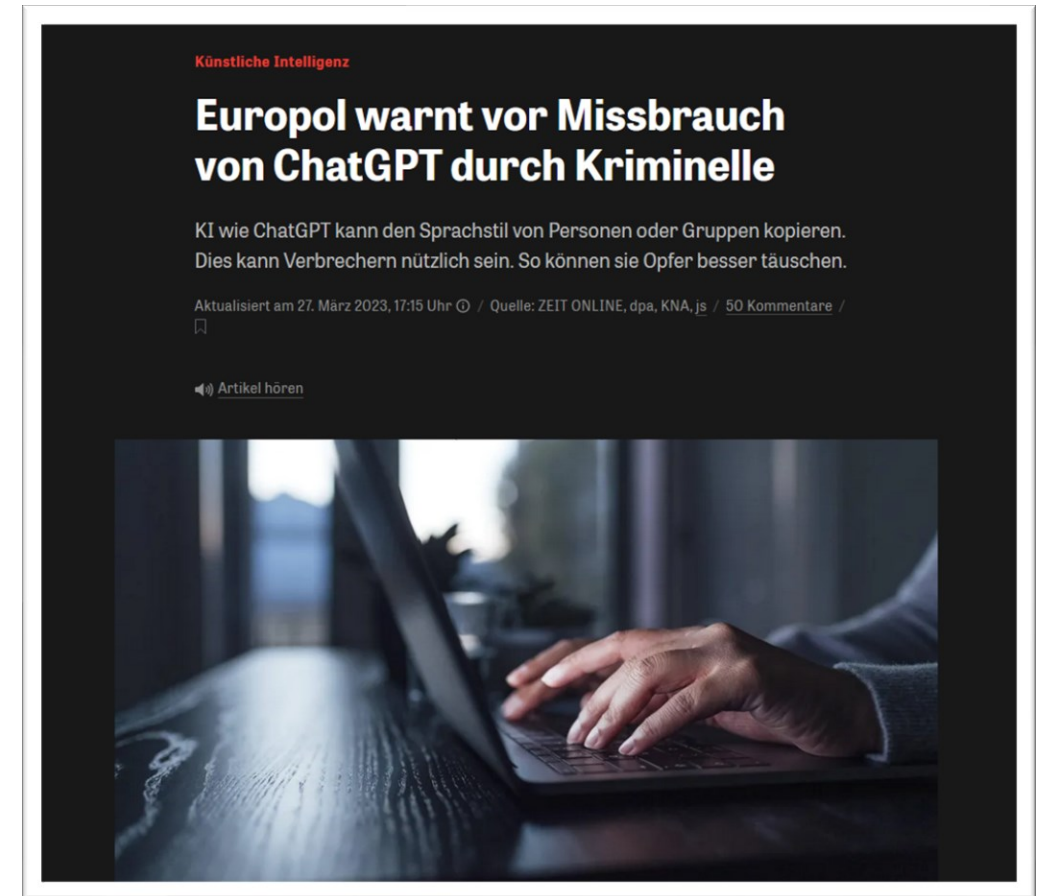 Künstliche Intelligenz
Europol warnt vor Missbrauch
von ChatGPT durch Kriminelle
KI wie ChatGPT kann den Sprachstil von Personen oder Gruppen kopieren.
Dies kann Verbrechern nützlich sein. So können sie Opfer besser täuschen.
Aktualisiert am 27. März 2023, 17:15 Uhr ⓘ / Quelle: ZEIT ONLINE, dpa, KNA, js / 50 Kommentare /
Artikel hören